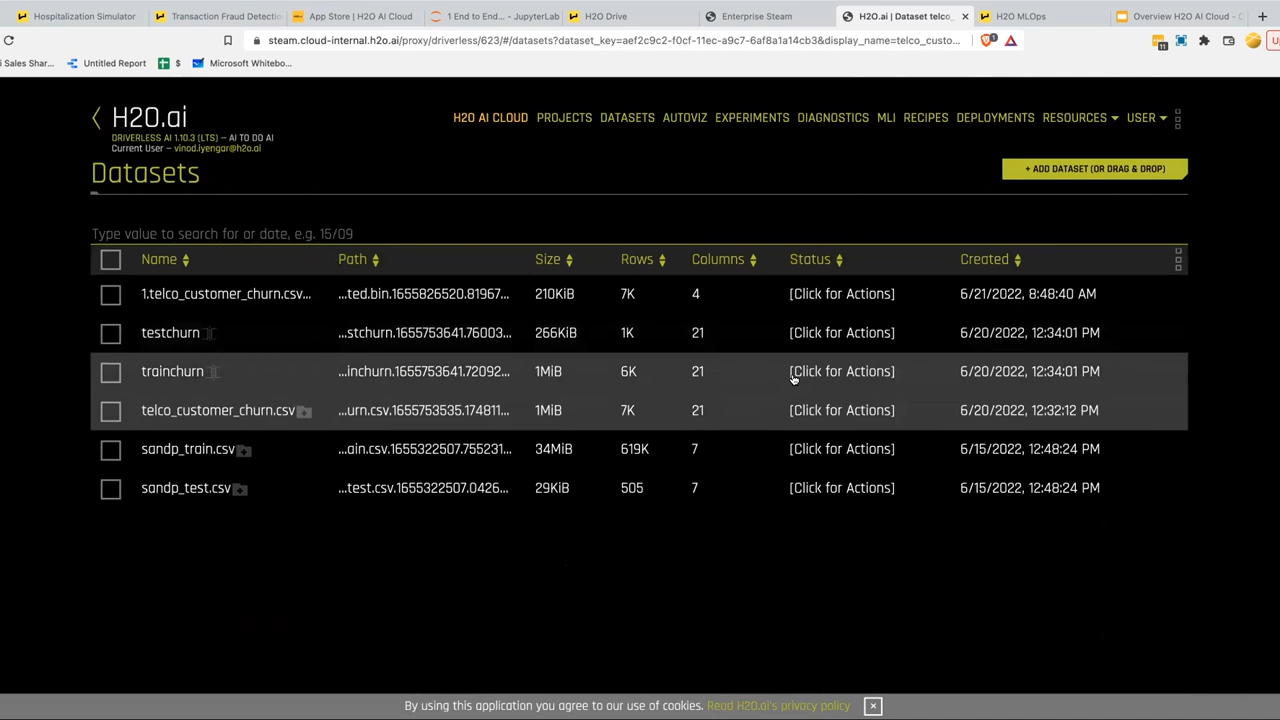 Hospitalization Simulator
Transaction Fraud Detectio
App Store | H2O AI Cloud
1 End to End... - JupyterLab
H2O Drive
Enterprise Steam
H2O.ai | Dataset telco_
H2O MLOps
Overview H2O AI Cloud - C
steam.cloud-internal.h2o.ai/proxy/driverless/623/#/datasets?dataset_key=aef2c9c2-f0cf-11ec-a9c7-6af8a1a14cb3&display_name=telco_custo...
i Sales Shar...
Untitled Report
$
Microsoft Whitebo...
H2O.ai
DRIVERLESS AI 1.10.3 (LTS) — AI TO DO AI
Current User — vinod.iyengar@h2o.ai
H2O AI CLOUD PROJECTS DATASETS AUTOVIZ EXPERIMENTS DIAGNOSTICS MLI RECIPES DEPLOYMENTS RESOURCES USER
Datasets
+ ADD DATASET (OR DRAG & DROP)
Type value to search for or date, e.g. 15/09
Name Path Size Rows Columns Status Created
1.telco_customer_churn.csv... ...ted.bin.1655826520.81967... 210KiB 7K 4 [Click for Actions] 6/21/2022, 8:48:40 AM
testchurn ...stchurn.1655753641.76003... 266KiB 1K 21 [Click for Actions] 6/20/2022, 12:34:01 PM
trainchurn ...inchurn.1655753641.72092... 1MiB 6K 21 [Click for Actions] 6/20/2022, 12:34:01 PM
telco_customer_churn.csv ...urn.csv.1655753535.174811... 1MiB 7K 21 [Click for Actions] 6/20/2022, 12:32:12 PM
sandp_train.csv ...ain.csv.1655322507.755231... 34MiB 619K 7 [Click for Actions] 6/15/2022, 12:48:24 PM
sandp_test.csv ...test.csv.1655322507.0426... 29KiB 505 7 [Click for Actions] 6/15/2022, 12:48:24 PM
By using this application you agree to our use of cookies. Read H2O.ai's privacy policy